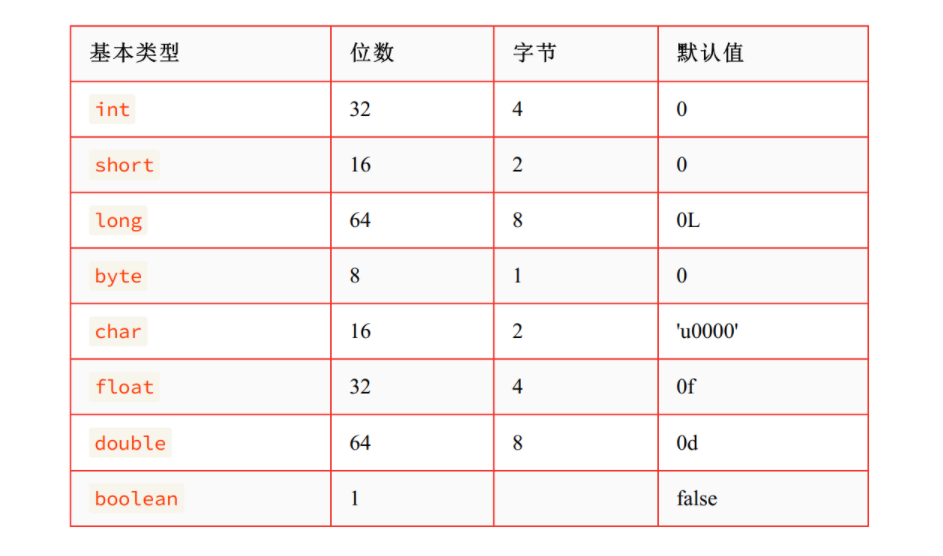 基本类型 位数 字节 默认值
int 32 4 0
short 16 2 0
long 64 8 0L
byte 8 1 0
char 16 2 'u0000'
float 32 4 0f
double 64 8 0d
boolean 1 false